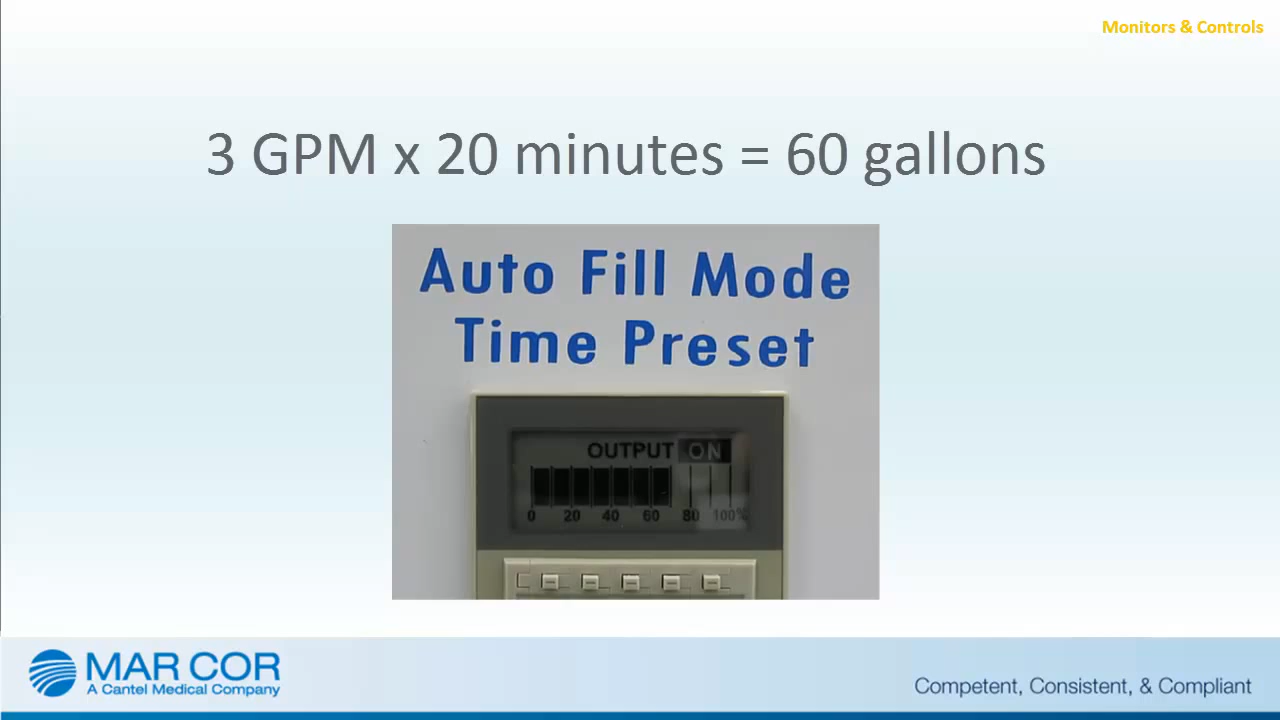 Monitors & Controls
3 GPM x 20 minutes = 60 gallons
Auto Fill Mode
Time Preset
OUTPUT ON
0 20 40 60 80 100%
MAR COR
A Cantel Medical Company
Competent, Consistent, & Compliant